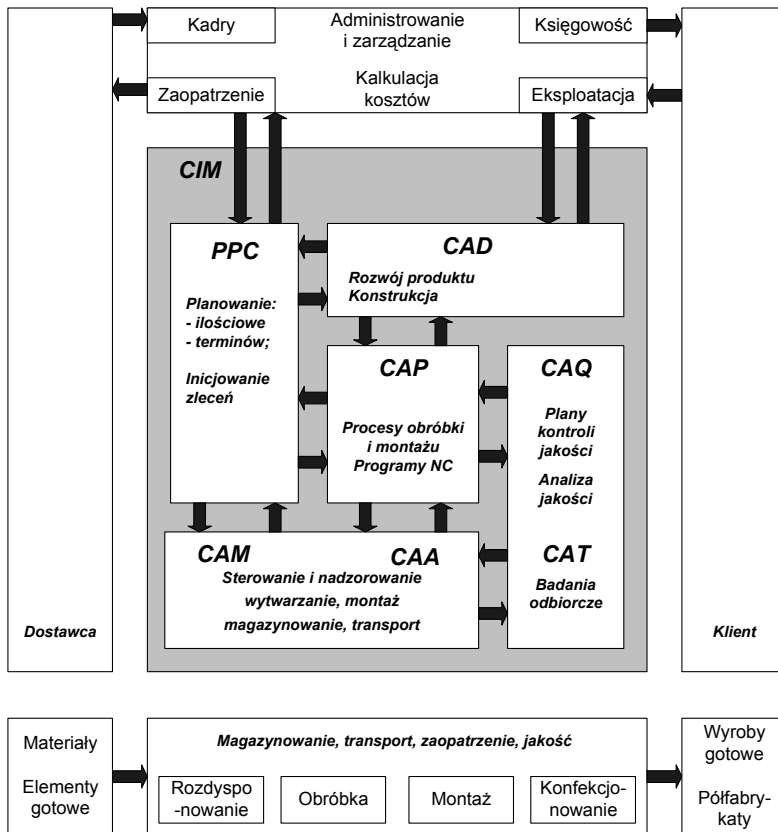 Kadry
Administrowanie
i zarządzanie
Księgowość
Zaopatrzenie
Kalkulacja
kosztów
Eksploatacja
CIM
PPC
Planowanie:
- ilościowe
- terminów;
Inicjowanie
zleceń
CAD
Rozwój produktu
Konstrukcja
CAP
Procesy obróbki
i montażu
Programy NC
CAQ
Plany
kontroli
jakości
Analiza
jakości
CAM
CAA
Sterowanie i nadzorowanie
wytwarzanie, montaż
magazynowanie, transport
CAT
Badania
odbiorcze
Dostawca
Klient
Materiały
Elementy
gotowe
Magazynowanie, transport, zaopatrzenie, jakość
Rozdyspo
-nowanie
Obróbka
Montaż
Konfekcjo-
nowanie
Wyroby
gotowe
Półfabry-
katy